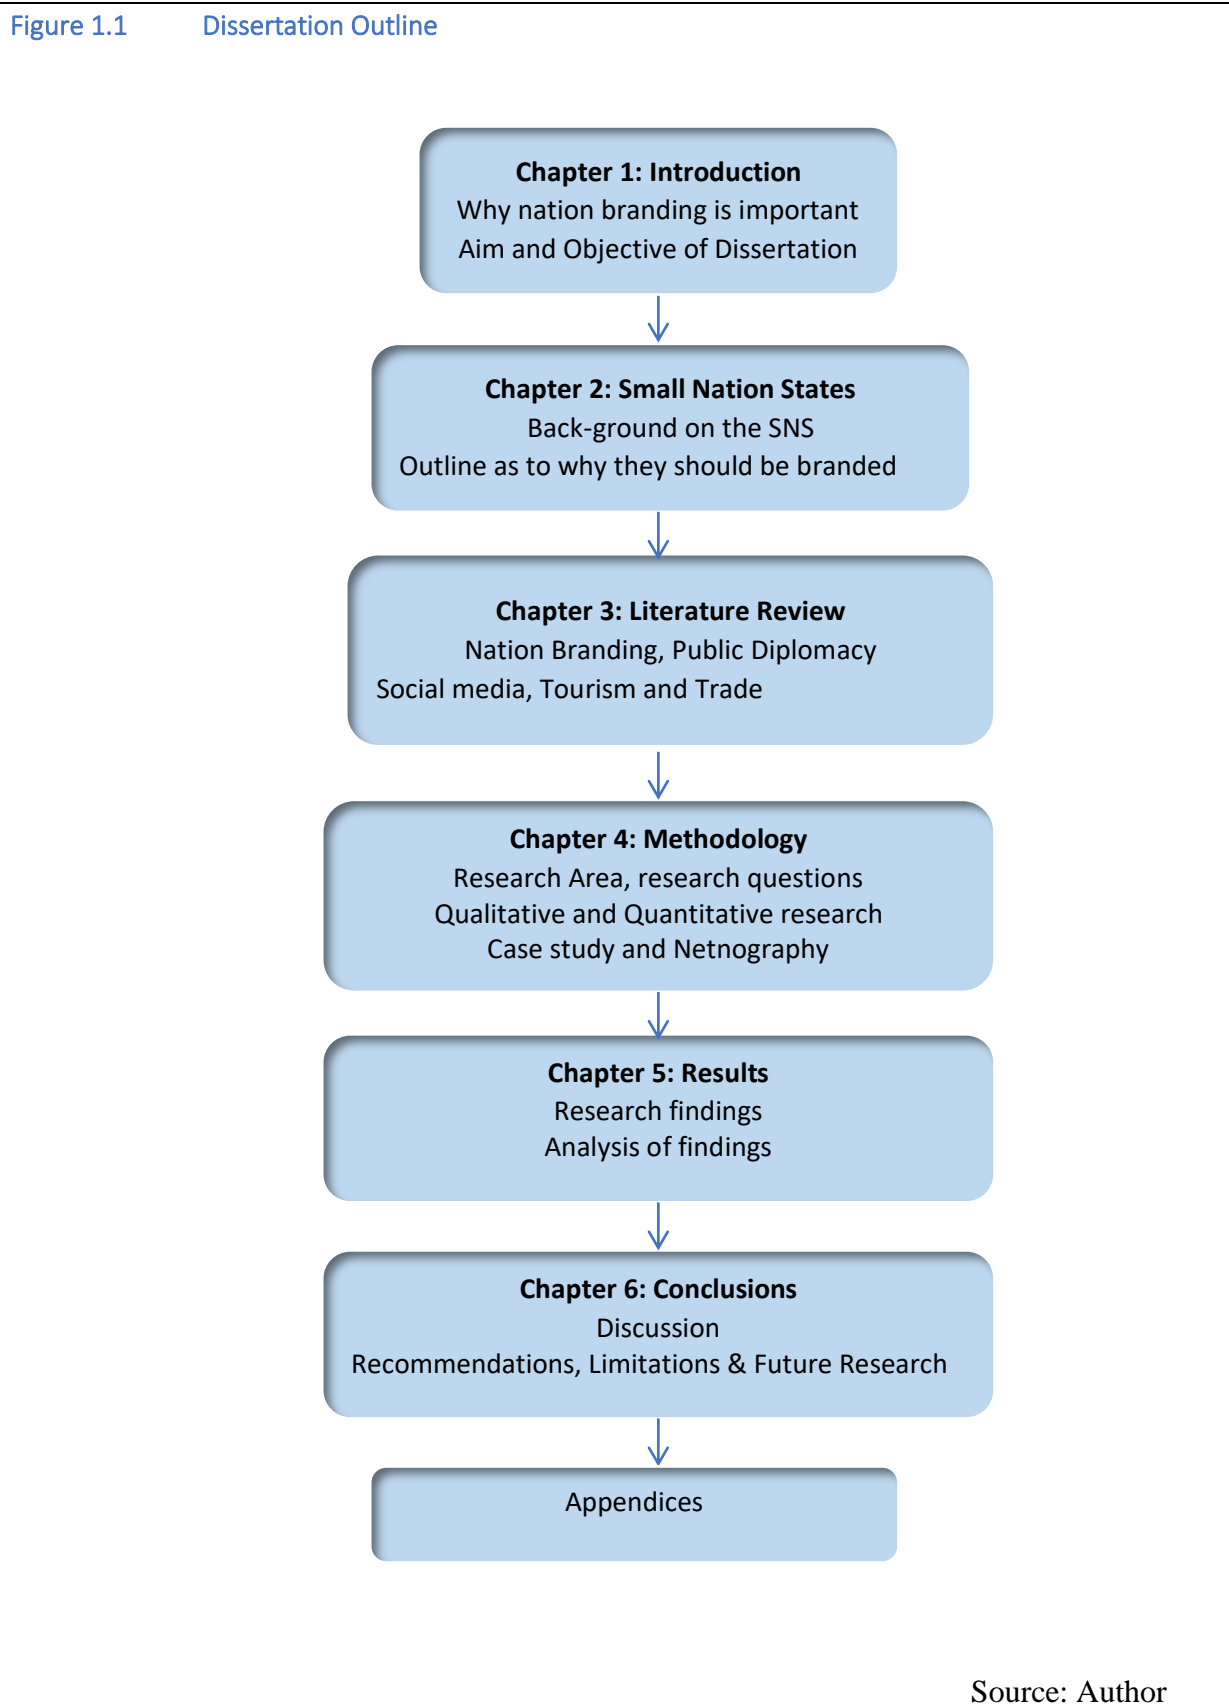 Figure 1.1 Dissertation Outline
Chapter 1: Introduction
Why nation branding is important
Aim and Objective of Dissertation
Chapter 2: Small Nation States
Back-ground on the SNS
Outline as to why they should be branded
Chapter 3: Literature Review
Nation Branding, Public Diplomacy
Social media, Tourism and Trade
Chapter 4: Methodology
Research Area, research questions
Qualitative and Quantitative research
Case study and Netnography
Chapter 5: Results
Research findings
Analysis of findings
Chapter 6: Conclusions
Discussion
Recommendations, Limitations & Future Research
Appendices
Source: Author